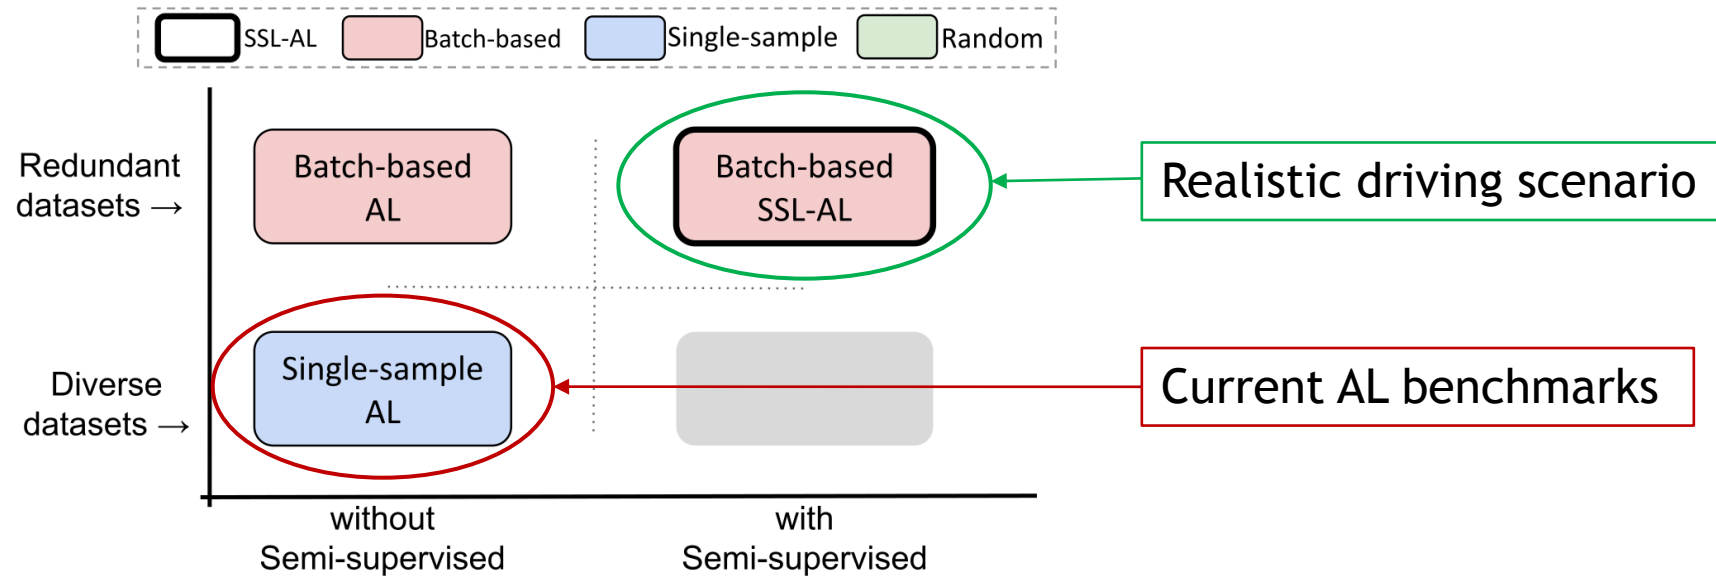 SSL-AL Batch-based Single-sample Random
Redundant
datasets →
Batch-based
AL
Batch-based
SSL-AL
Realistic driving scenario
Diverse
datasets →
Single-sample
AL
Current AL benchmarks
without
Semi-supervised
with
Semi-supervised